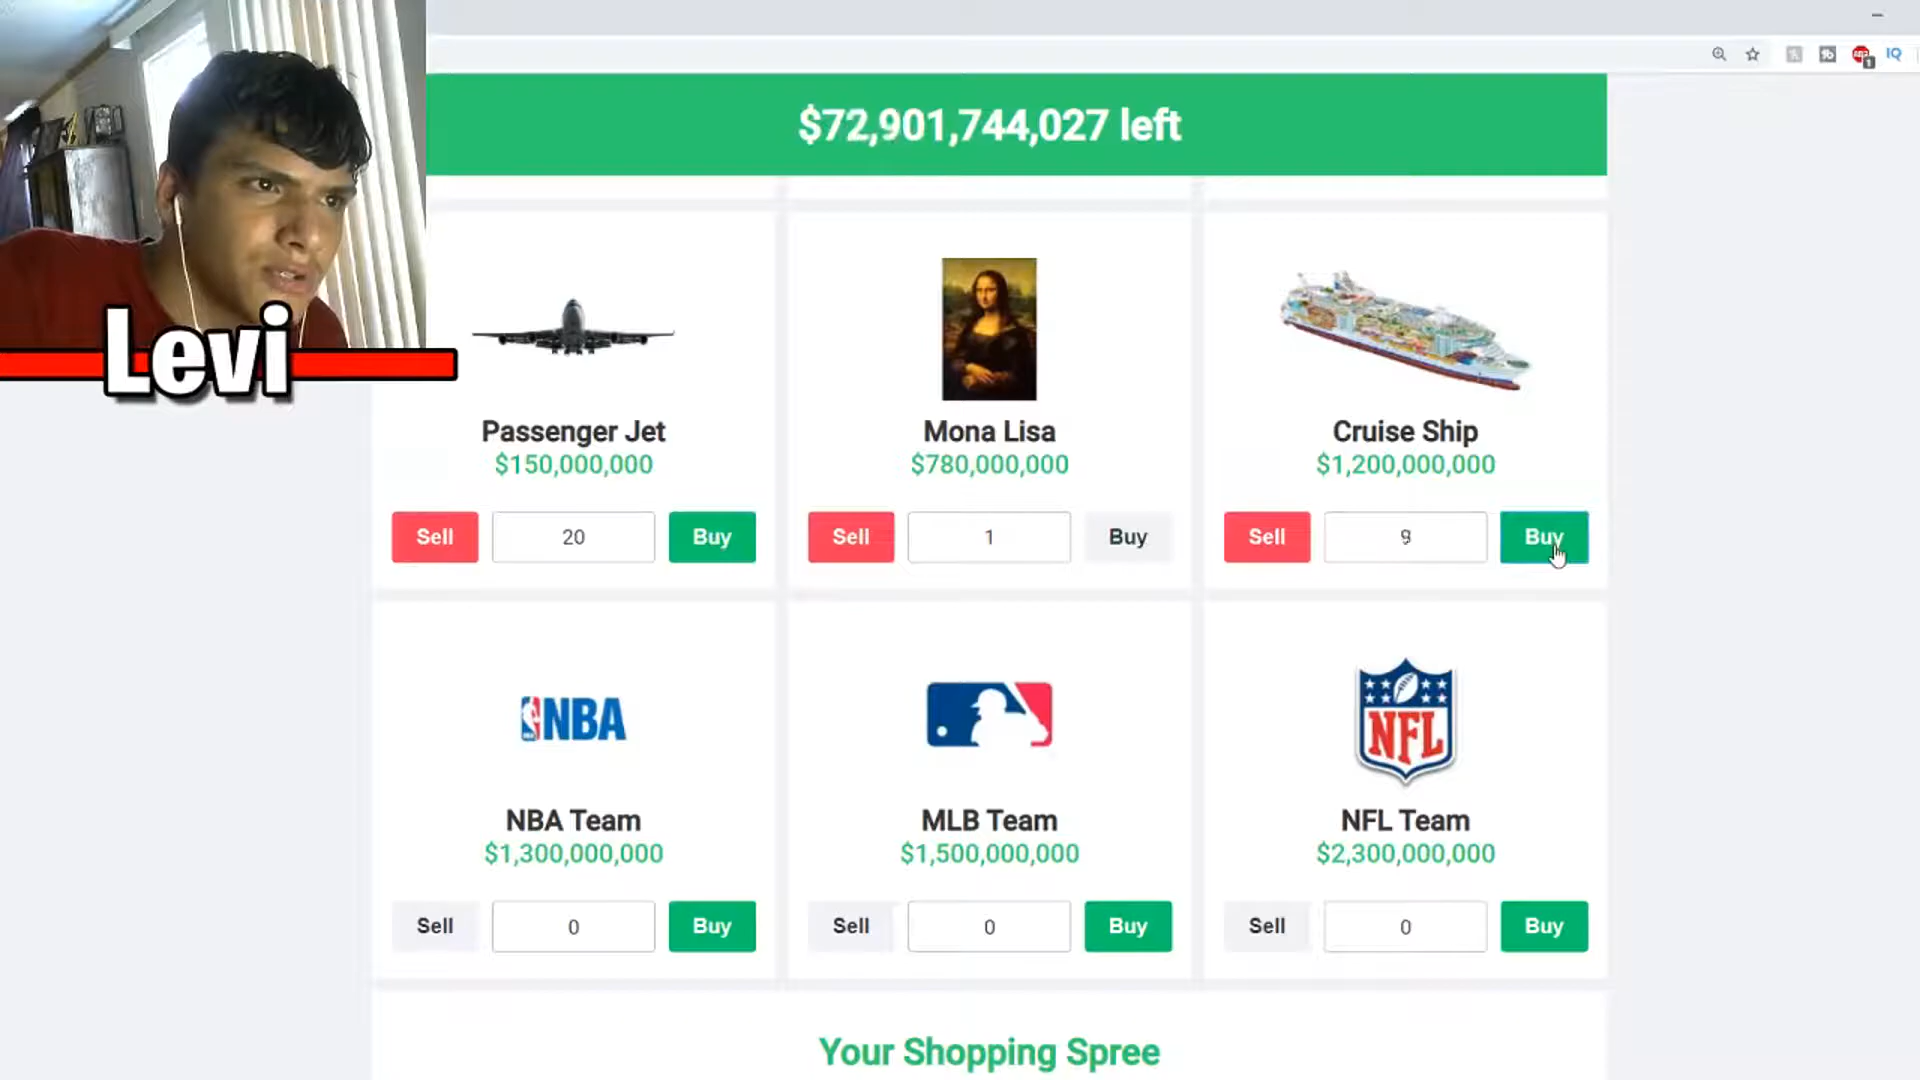 $72,901,744,027 left
Levi
Passenger Jet
$150,000,000
Sell 20 Buy
Mona Lisa
$780,000,000
Sell 1 Buy
Cruise Ship
$1,200,000,000
Sell Buy
NBA
NBA Team
$1,300,000,000
Sell 0 Buy
MLB Team
$1,500,000,000
Sell 0 Buy
NFL
NFL Team
$2,300,000,000
Sell 0 Buy
Your Shopping Spree
IQ
1